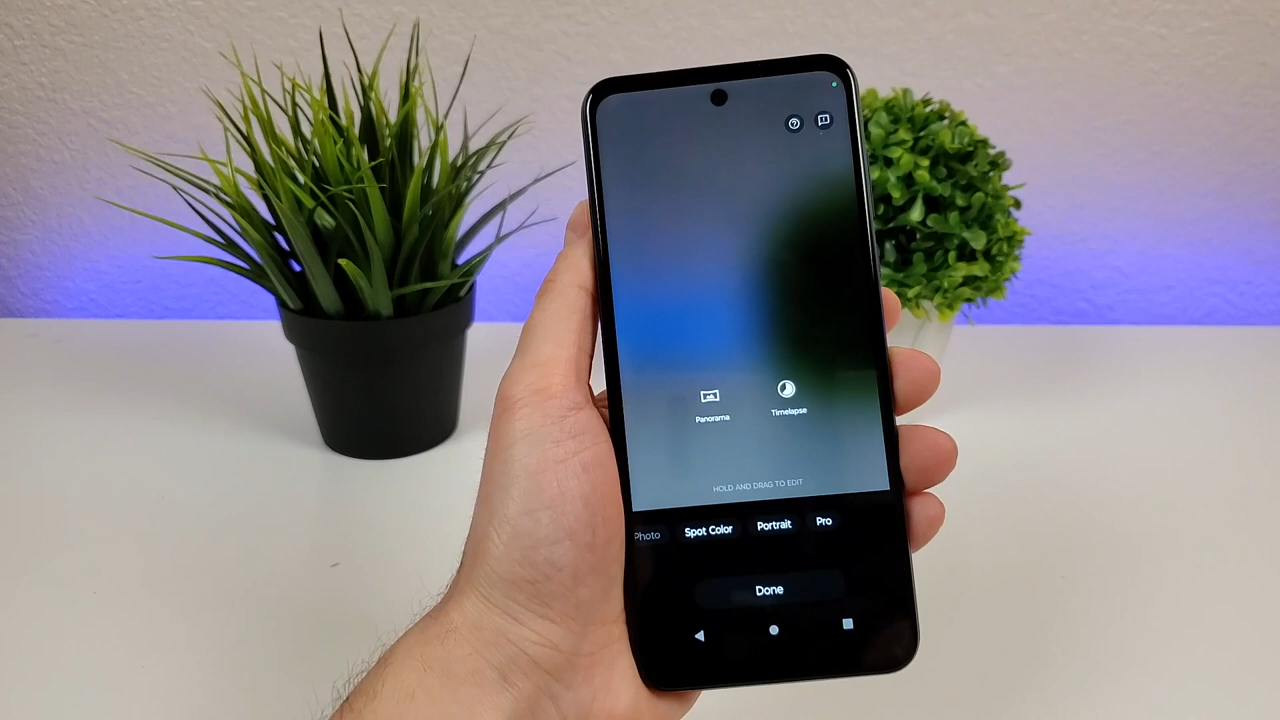 Panorama
Timelapse
HOLD AND DRAG TO EDIT
Photo
Spot Color
Portrait
Pro
Done